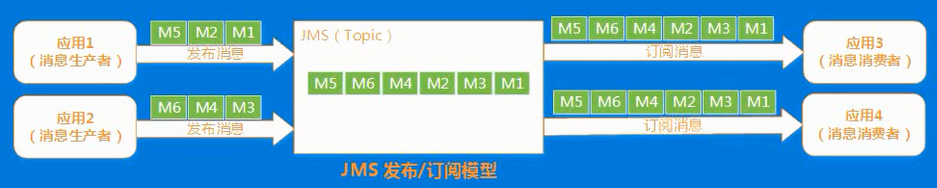 应用1
（消息生产者）
M5 M2 M1
发布消息
JMS（Topic）
M5 M6 M4 M2 M3 M1
M5 M6 M4 M2 M3 M1
订阅消息
应用3
（消息消费者）
应用2
（消息生产者）
M6 M4 M3
发布消息
M5 M6 M4 M2 M3 M1
订阅消息
应用4
（消息消费者）
JMS 发布/订阅模型